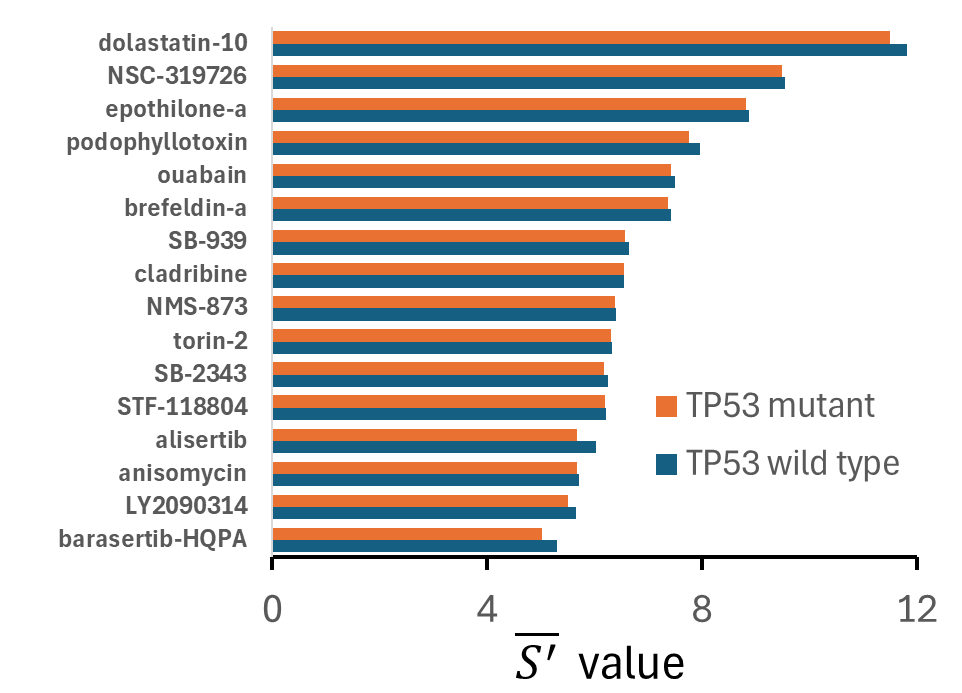 dolastatin-10
NSC-319726
epothilone-a
podophyllotoxin
ouabain
brefeldin-a
SB-939
cladribine
NMS-873
torin-2
SB-2343
STF-118804
alisertib
anisomycin
LY2090314
barasertib-HQPA
TP53 mutant
TP53 wild type
0 4 8 12
S̅′̅ value